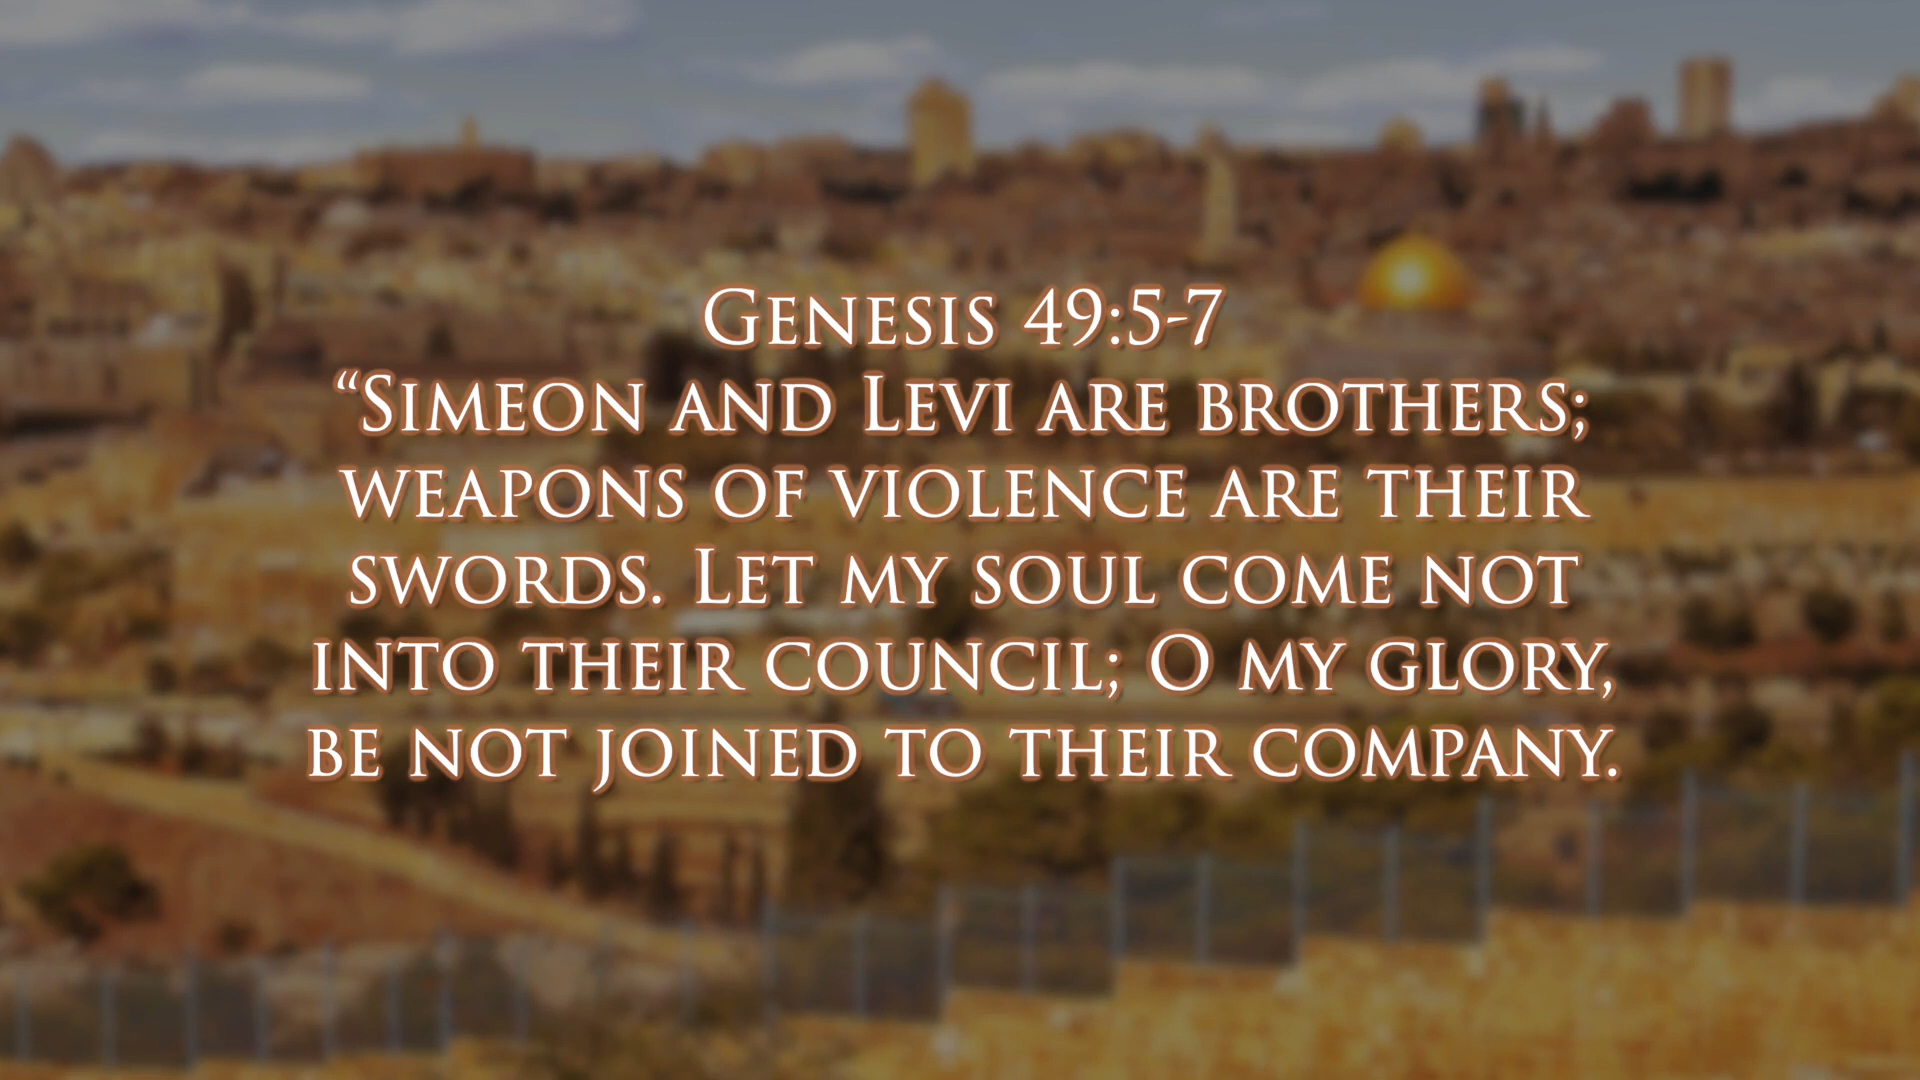 Genesis 49:5-7
“Simeon and Levi are brothers;
weapons of violence are their
swords. Let my soul come not
into their council; O my glory,
be not joined to their company.